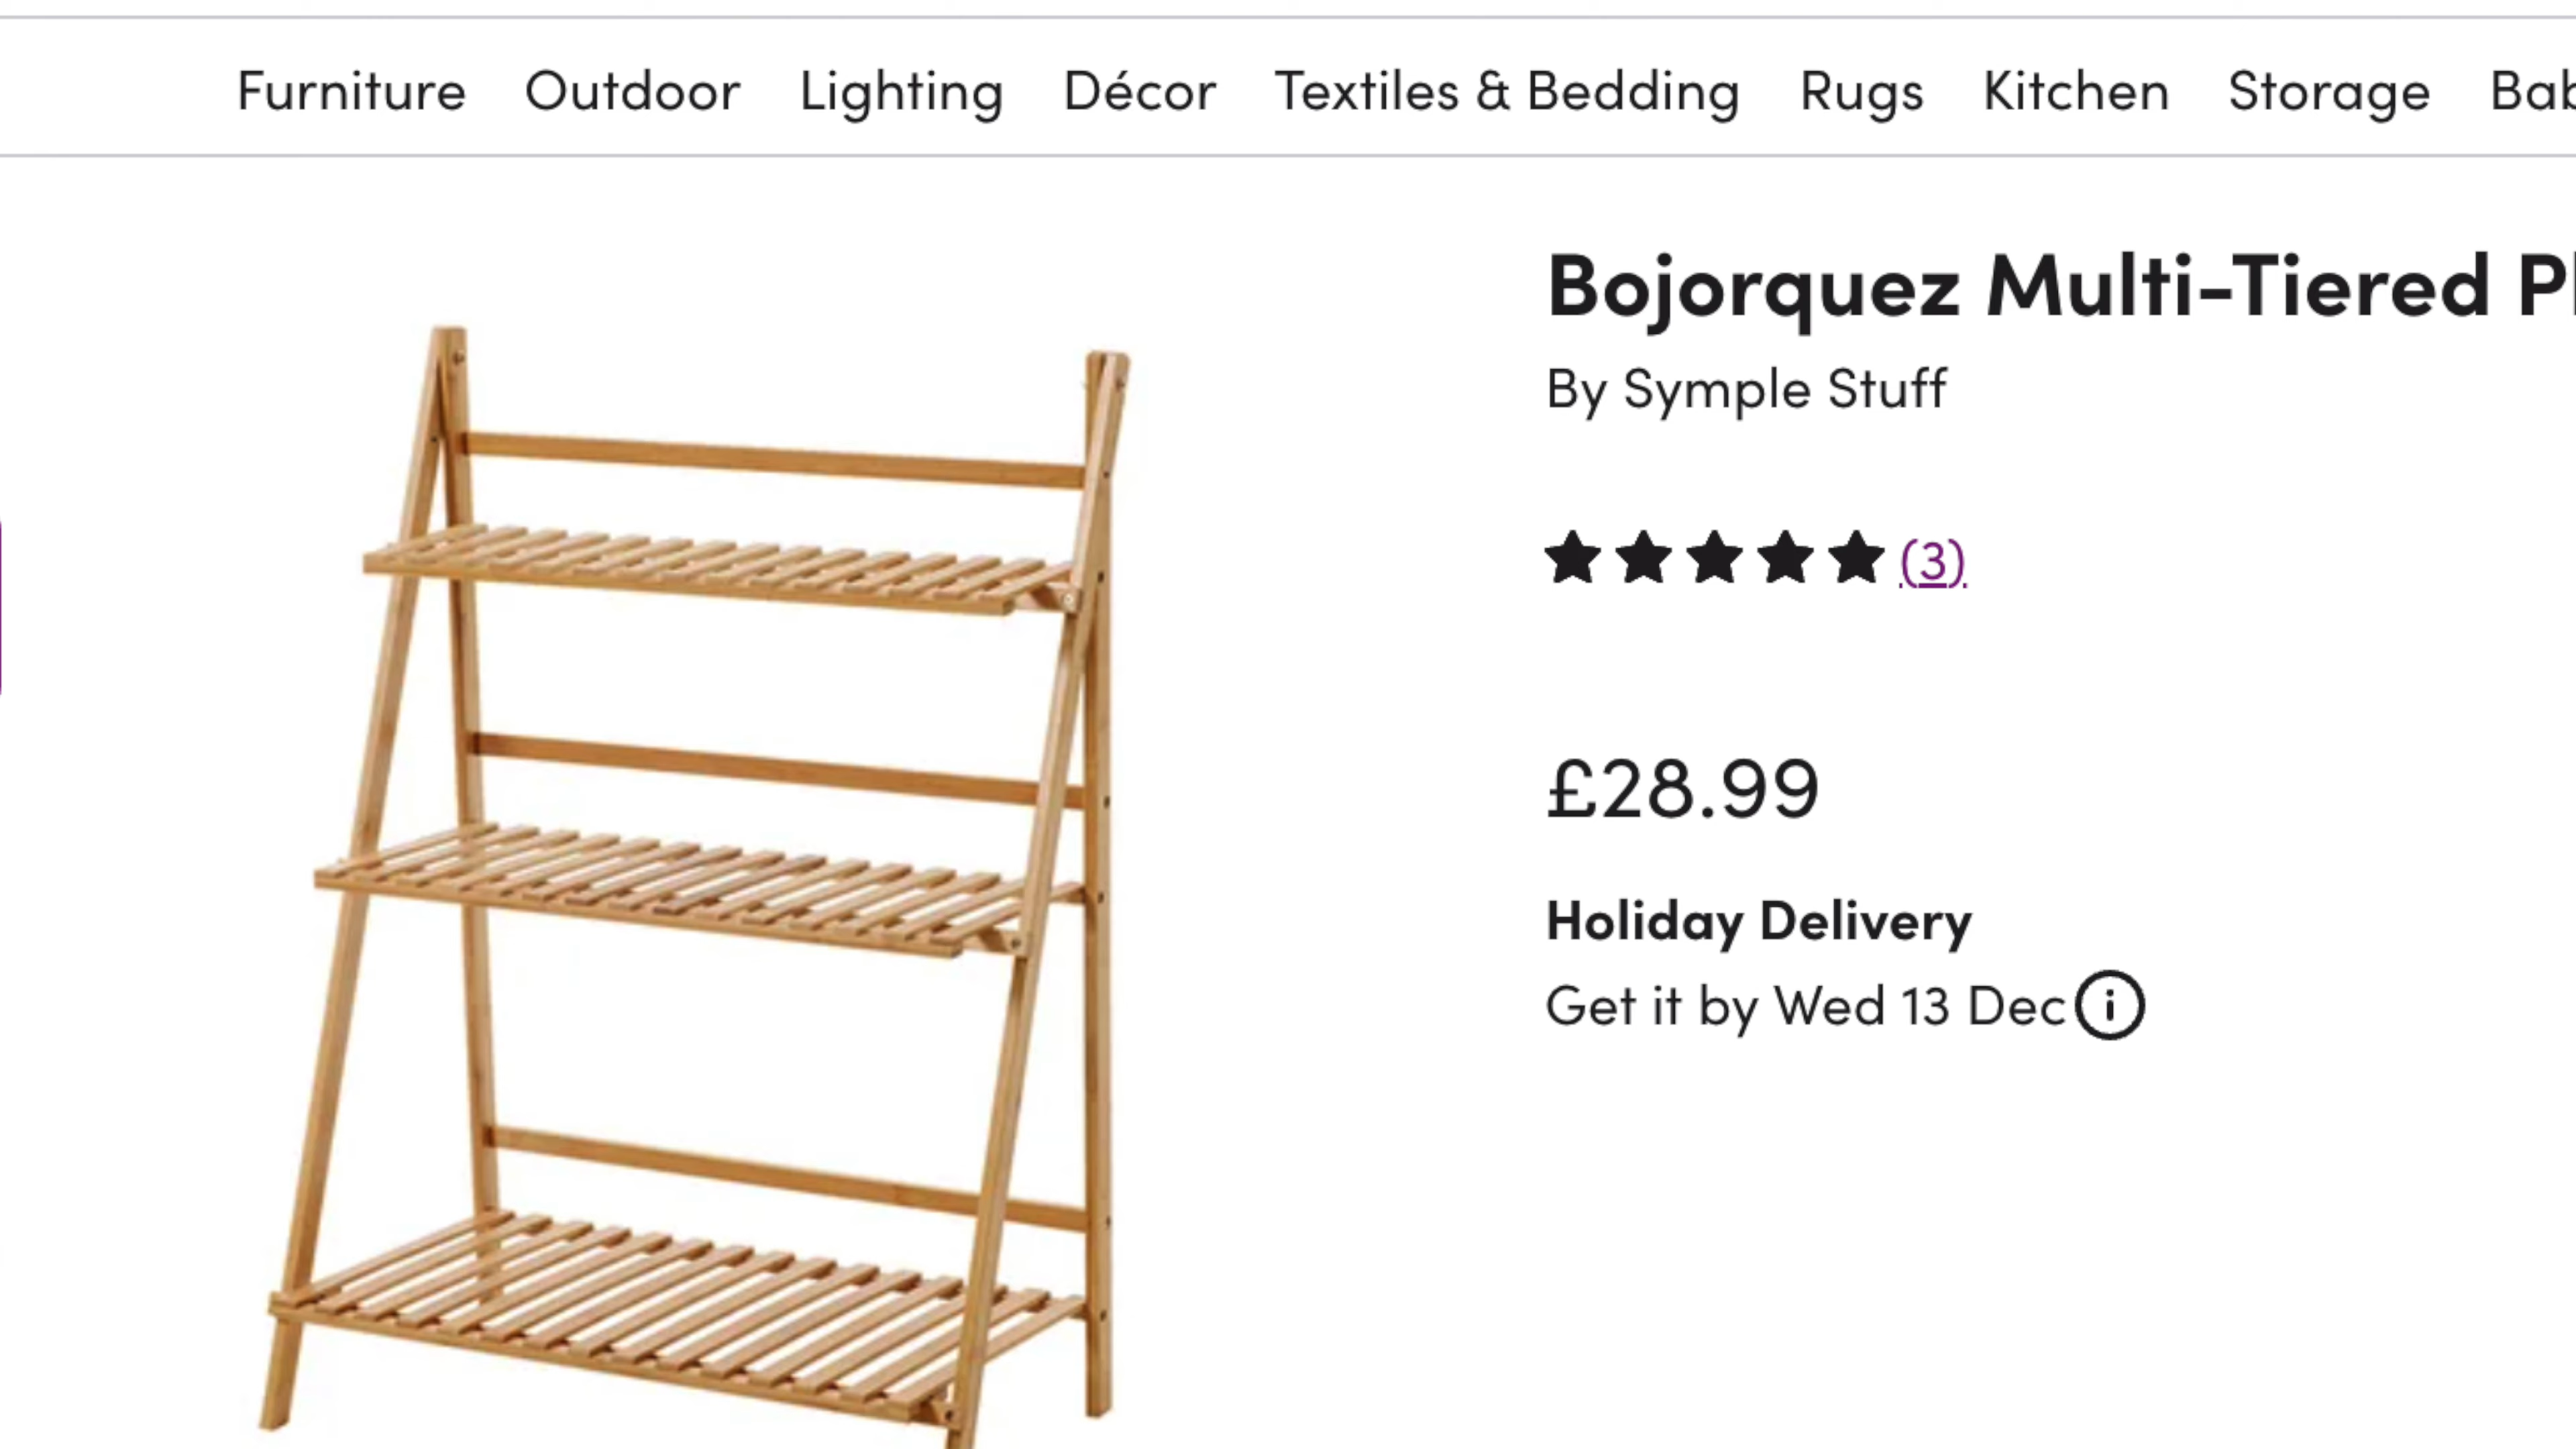 Furniture Outdoor Lighting Décor Textiles & Bedding Rugs Kitchen Storage
Bojorquez Multi-Tiered
By Symple Stuff
(3)
£28.99
Holiday Delivery
Get it by Wed 13 Dec